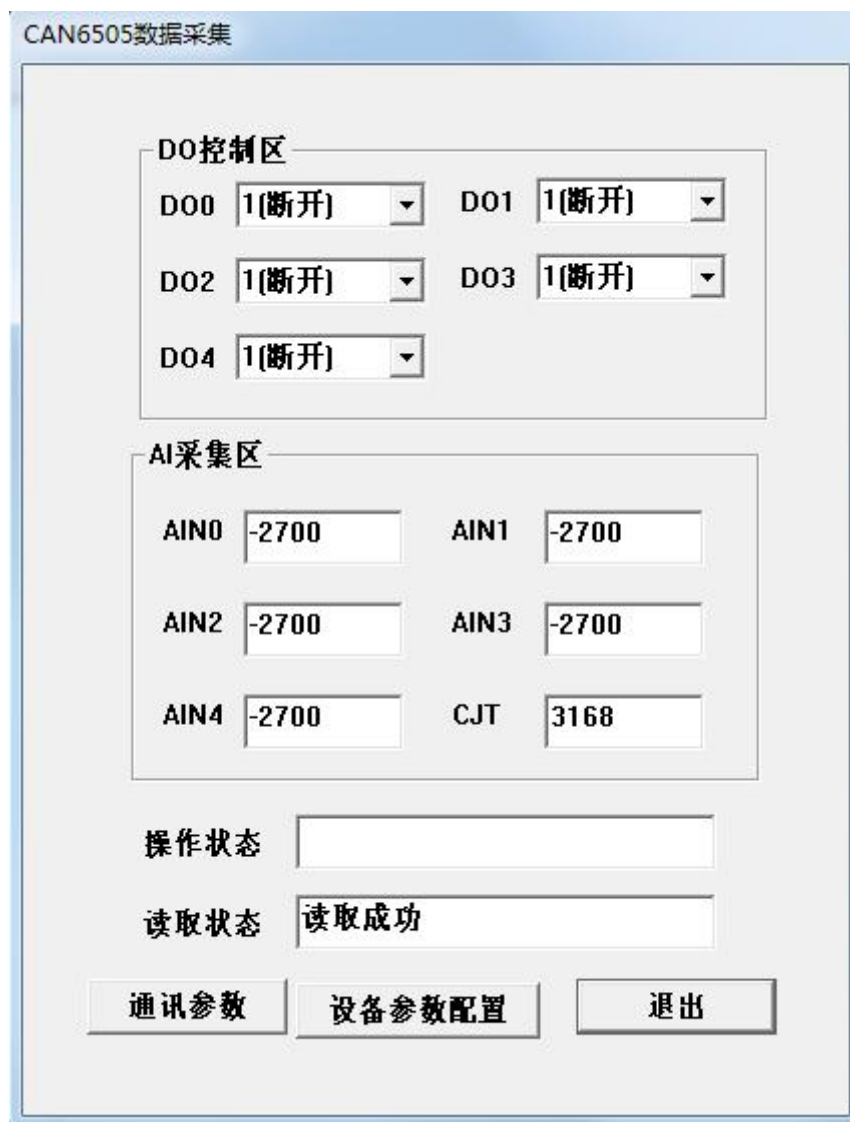 CAN6505数据采集
DO控制区
DO0 1(断开) DO1 1(断开)
DO2 1(断开) DO3 1(断开)
DO4 1(断开)
AI采集区
AIN0 -2700 AIN1 -2700
AIN2 -2700 AIN3 -2700
AIN4 -2700 CJT 3168
操作状态
读取状态 读取成功
通讯参数 设备参数配置 退出